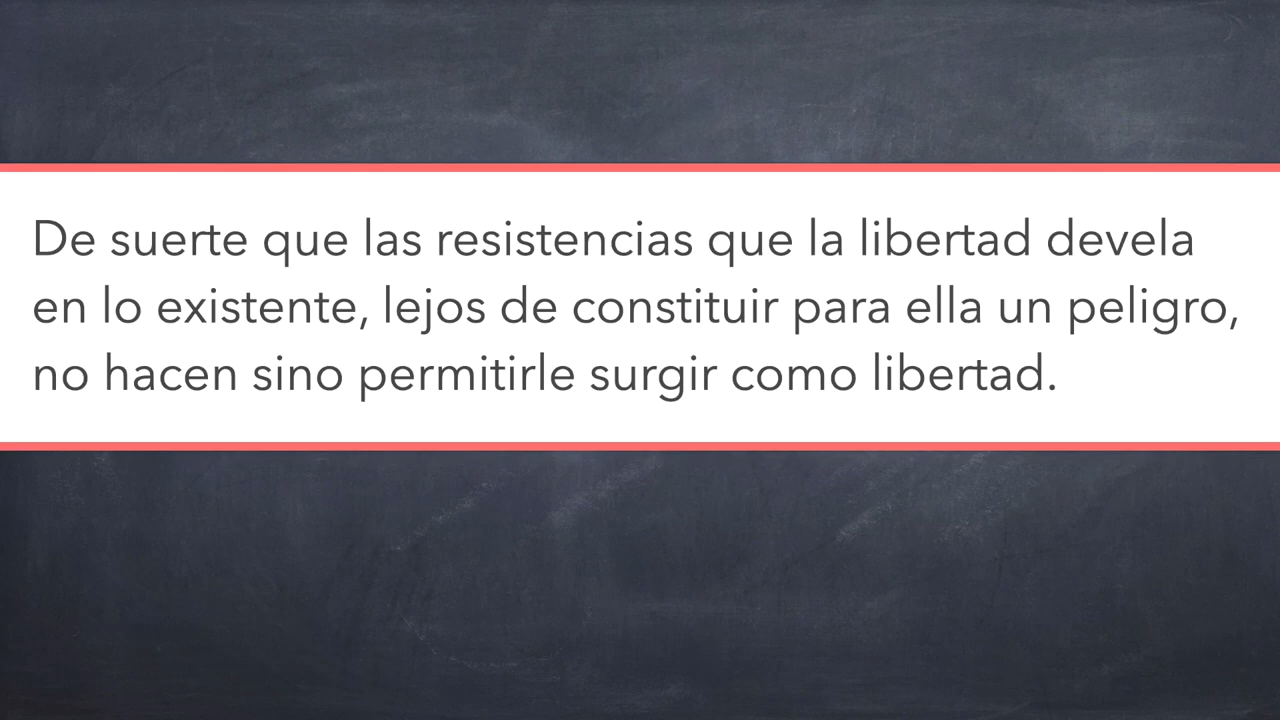 De suerte que las resistencias que la libertad devela
en lo existente, lejos de constituir para ella un peligro,
no hacen sino permitirle surgir como libertad.